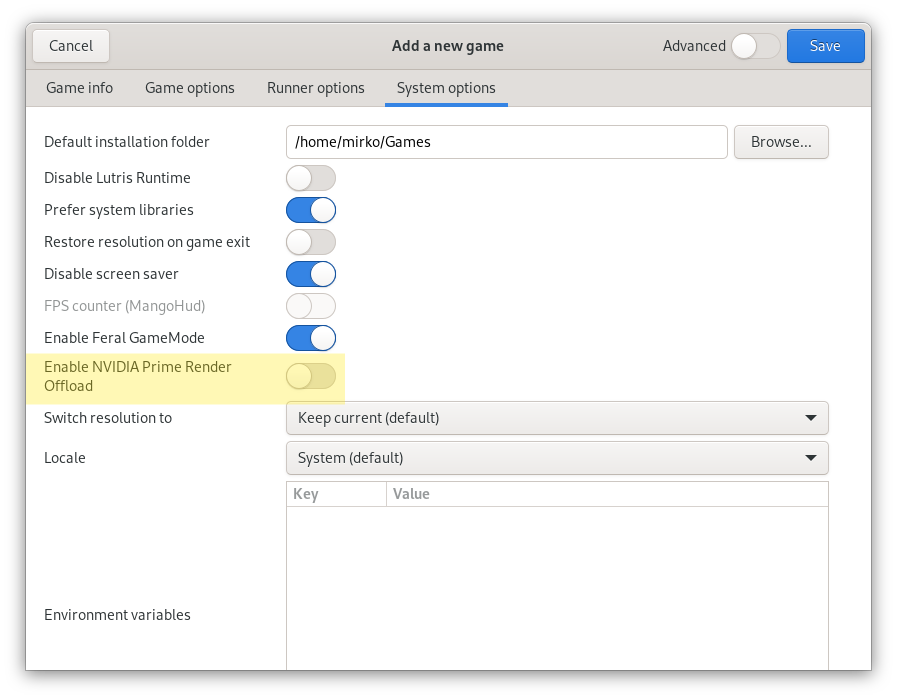 Cancel
Add a new game
Advanced
Save
Game info
Game options
Runner options
System options
Default installation folder
/home/mirko/Games
Browse...
Disable Lutris Runtime
Prefer system libraries
Restore resolution on game exit
Disable screen saver
FPS counter (MangoHud)
Enable Feral GameMode
Enable NVIDIA Prime Render
Offload
Switch resolution to
Keep current (default)
Locale
System (default)
Key
Value
Environment variables